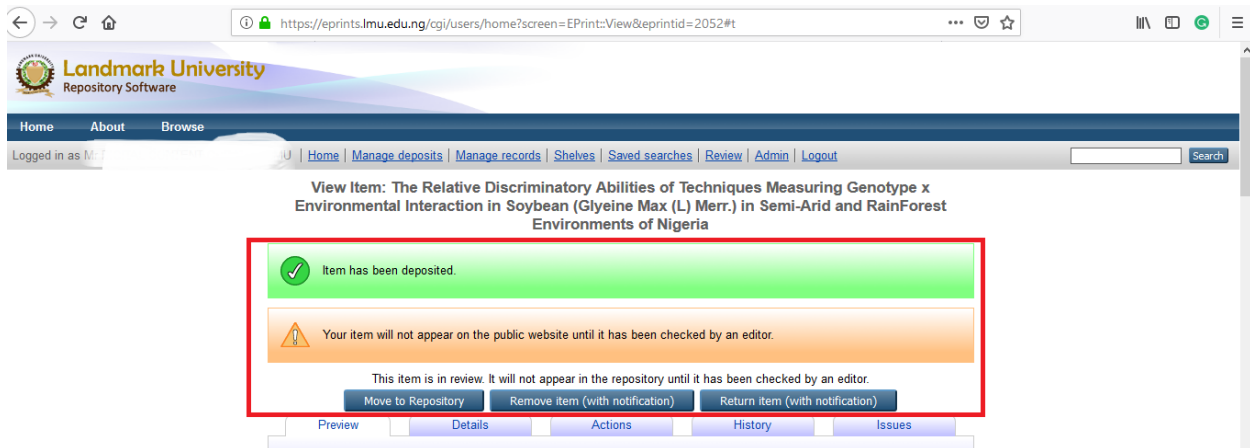 https://eprints.lmu.edu.ng/cgi/users/home?screen=EPrint::View&eprintid=2052#t
Landmark University
Repository Software
Home About Browse
Logged in as U | Home | Manage deposits | Manage records | Shelves | Saved searches | Review | Admin | Logout Search
View Item: The Relative Discriminatory Abilities of Techniques Measuring Genotype x
Environmental Interaction in Soybean (Glyeine Max (L) Merr.) in Semi-Arid and RainForest
Environments of Nigeria
Item has been deposited.
Your item will not appear on the public website until it has been checked by an editor.
This item is in review. It will not appear in the repository until it has been checked by an editor.
Move to Repository Remove item (with notification) Return item (with notification)
Preview Details Actions History Issues